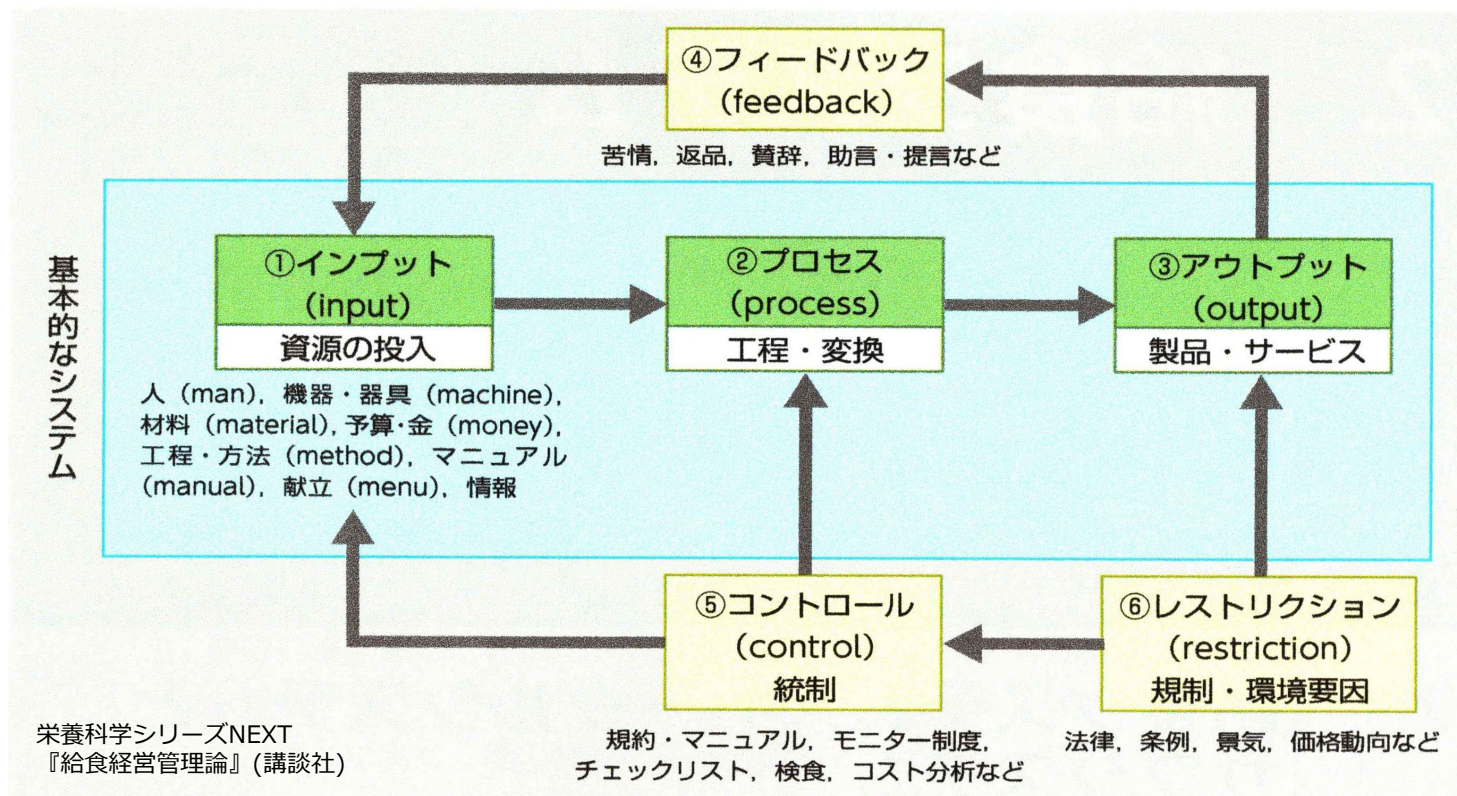 ④フィードバック
(feedback)
苦情，返品，賛辞，助言・提言など
基本的なシステム
①インプット
(input)
資源の投入
人（man），機器・器具（machine），
材料（material），予算・金（money），
工程・方法（method），マニュアル
（manual），献立（menu），情報
②プロセス
(process)
工程・変換
③アウトプット
(output)
製品・サービス
⑤コントロール
(control)
統制
規約・マニュアル，モニター制度，
チェックリスト，検食，コスト分析など
⑥レストリクション
(restriction)
規制・環境要因
法律，条例，景気，価格動向など
栄養科学シリーズNEXT
『給食経営管理論』(講談社)